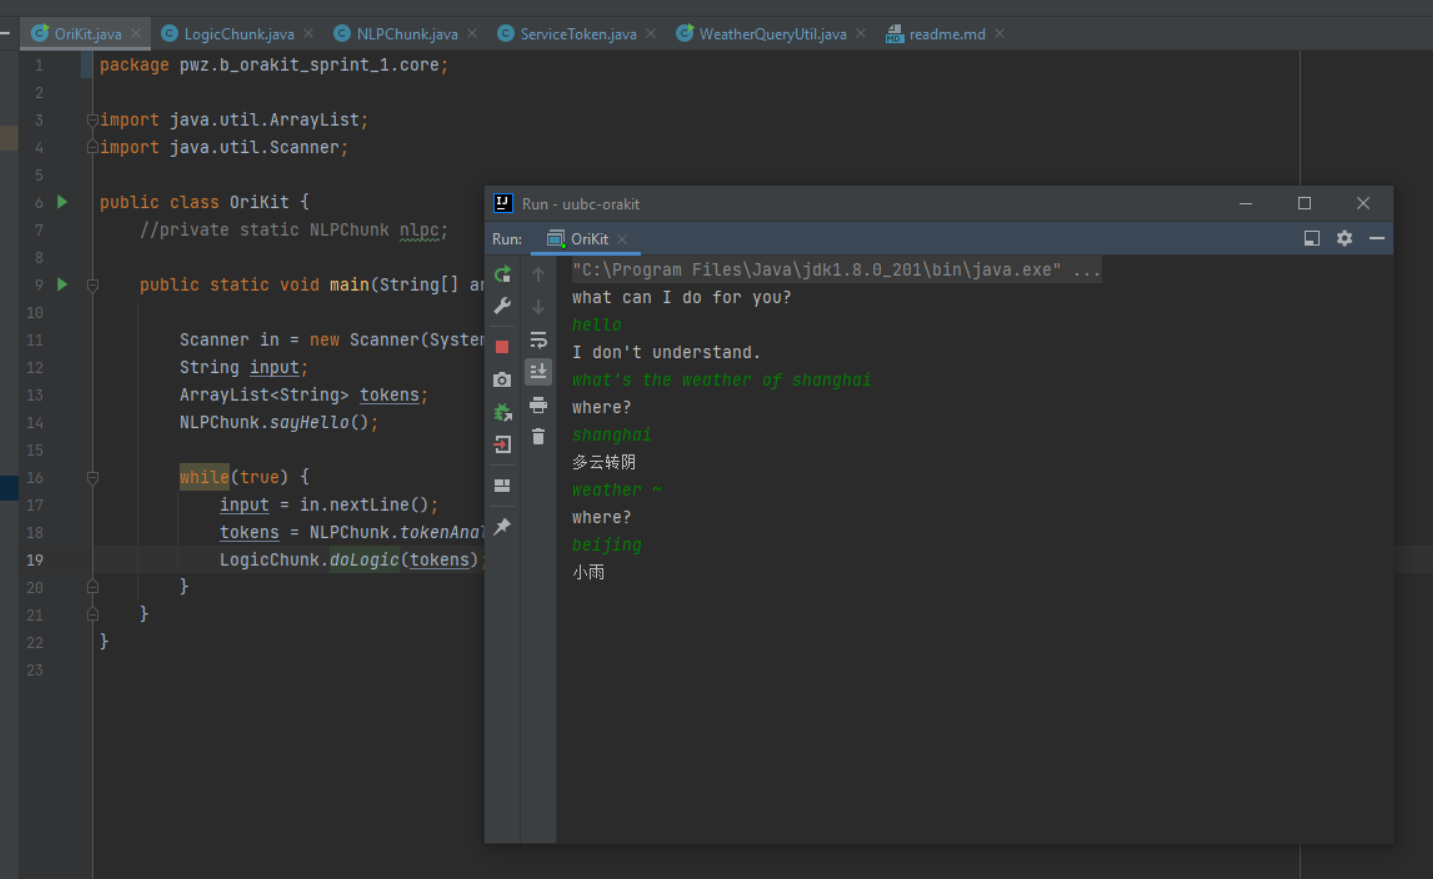 OriKit.java LogicChunk.java NLPChunk.java ServiceToken.java WeatherQueryUtil.java readme.md
1 package pwz.b_orakit_sprint_1.core;
2
3 import java.util.ArrayList;
4 import java.util.Scanner;
5
6 public class OriKit {
7 //private static NLPChunk nlpc;
8
9 public static void main(String[] ar
10
11 Scanner in = new Scanner(System
12 String input;
13 ArrayList<String> tokens;
14 NLPChunk.sayHello();
15
16 while(true) {
17 input = in.nextLine();
18 tokens = NLPChunk.tokenAnal
19 LogicChunk.doLogic(tokens);
20 }
21 }
22 }
23
Run - uubc-orakit
Run: OriKit
"C:\Program Files\Java\jdk1.8.0_201\bin\java.exe" ...
what can I do for you?
hello
I don't understand.
what's the weather of shanghai
where?
shanghai
多云转阴
weather ~
where?
beijing
小雨